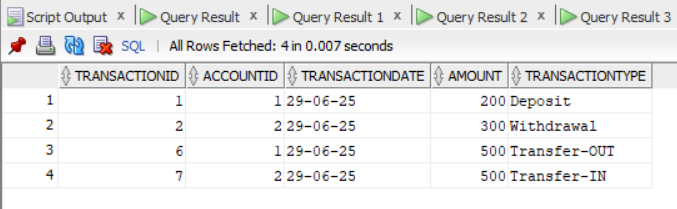 Script Output x Query Result x Query Result 1 x Query Result 2 x Query Result 3
SQL | All Rows Fetched: 4 in 0.007 seconds
TRANSACTIONID ACCOUNTID TRANSACTIONDATE AMOUNT TRANSACTIONTYPE
1 1 1 29-06-25 200 Deposit
2 2 2 29-06-25 300 Withdrawal
3 6 1 29-06-25 500 Transfer-OUT
4 7 2 29-06-25 500 Transfer-IN